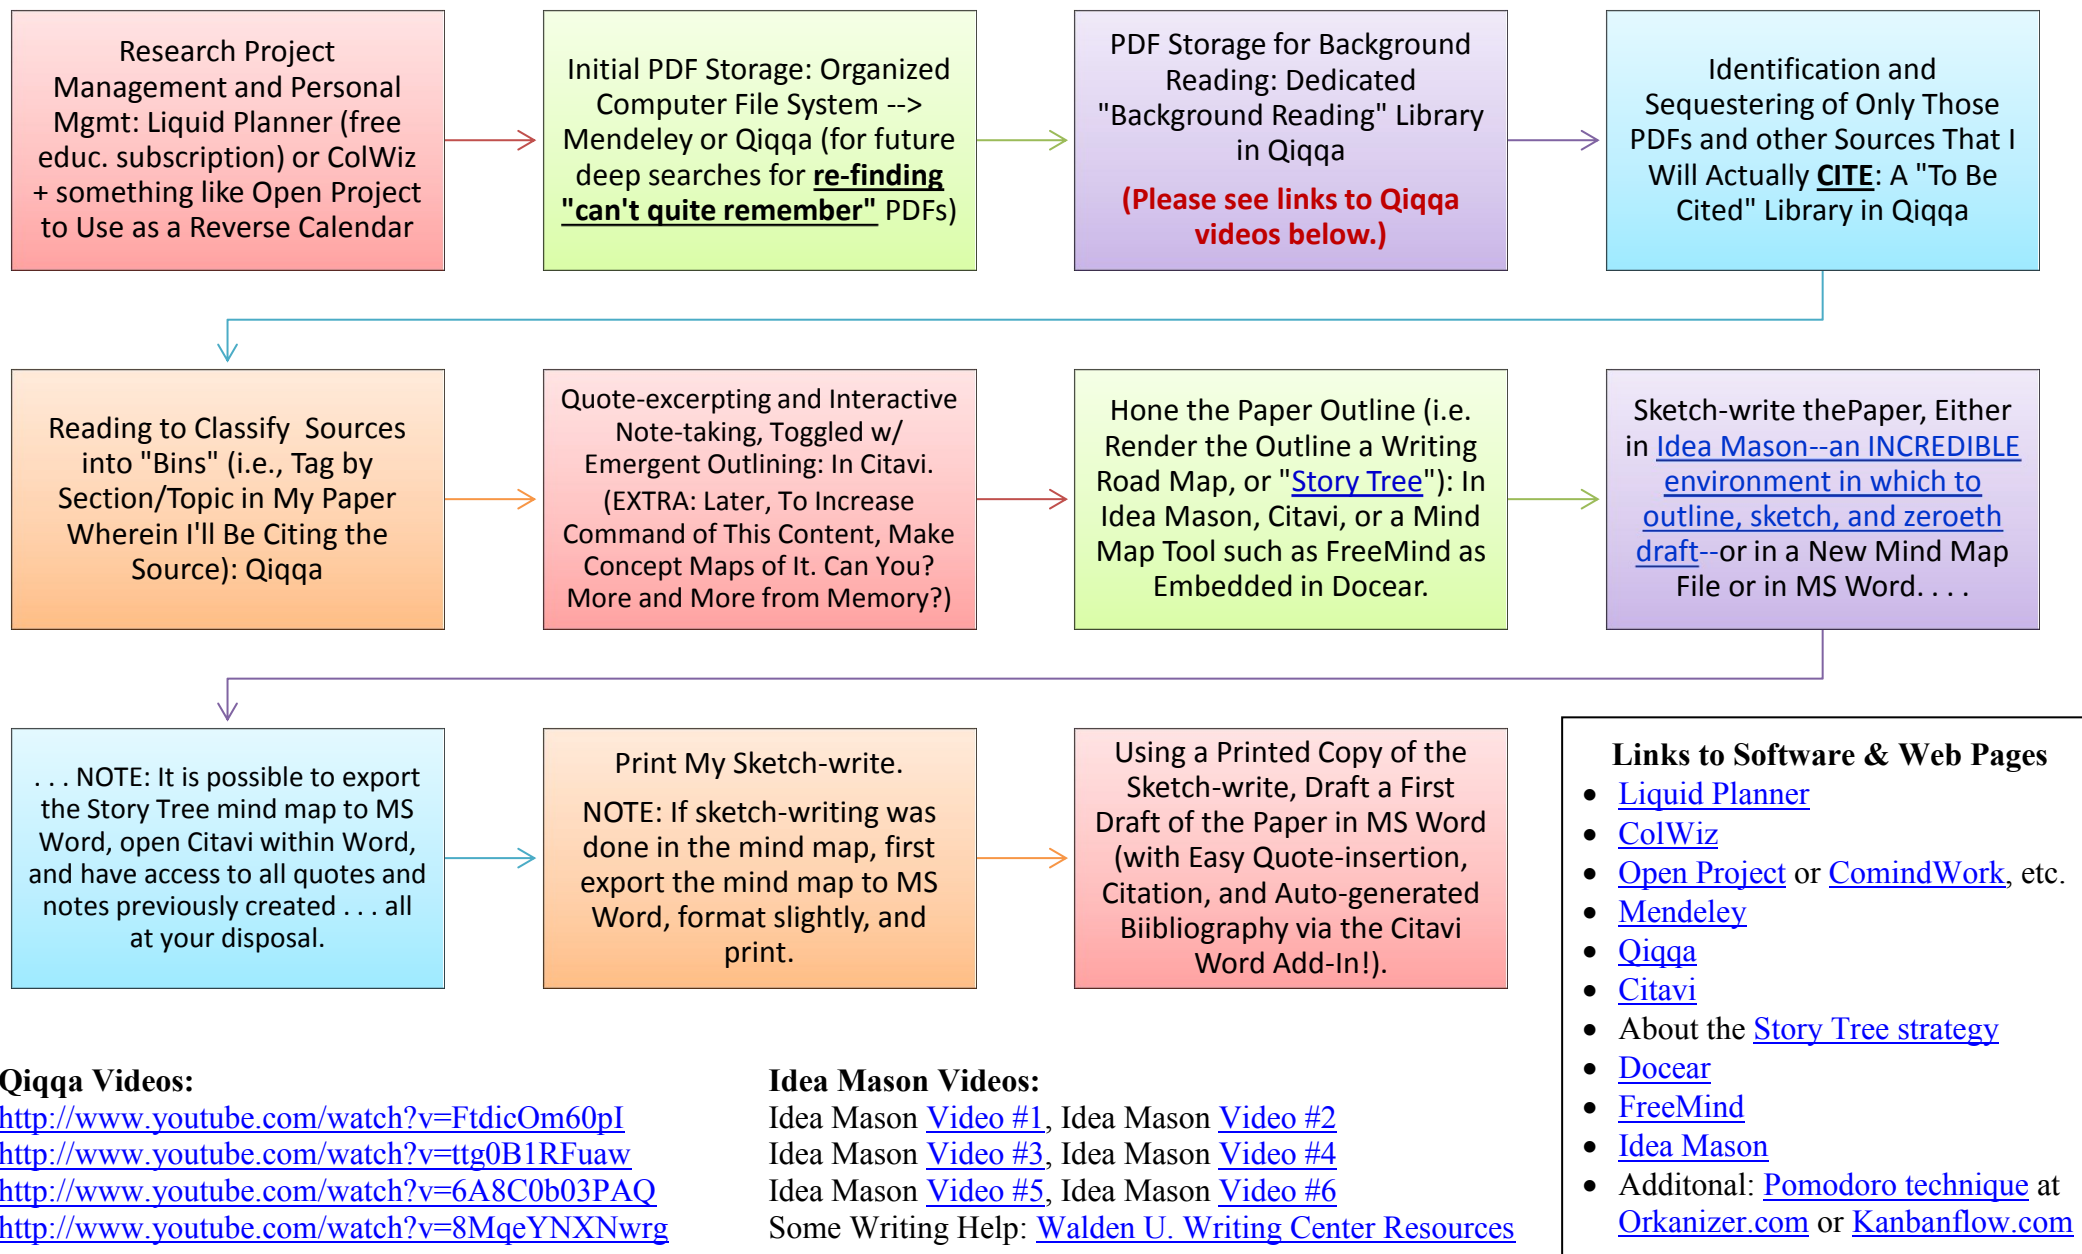 Research Project
Management and Personal
Mgmt: Liquid Planner (free
educ. subscription) or ColWiz
+ something like Open Project
to Use as a Reverse Calendar
Initial PDF Storage: Organized
Computer File System -->
Mendeley or Qiqqa (for future
deep searches for re-finding
"can't quite remember" PDFs)
PDF Storage for Background
Reading: Dedicated
"Background Reading" Library
in Qiqqa
(Please see links to Qiqqa
videos below.)
Identification and
Sequestering of Only Those
PDFs and other Sources That I
Will Actually CITE: A "To Be
Cited" Library in Qiqqa
Reading to Classify  Sources
into "Bins" (i.e., Tag by
Section/Topic in My Paper
Wherein I'll Be Citing the
Source): Qiqqa
Quote-excerpting and Interactive
Note-taking, Toggled w/
Emergent Outlining: In Citavi.
(EXTRA: Later, To Increase
Command of This Content, Make
Concept Maps of It. Can You?
More and More from Memory?)
Hone the Paper Outline (i.e.
Render the Outline a Writing
Road Map, or "Story Tree"): In
Idea Mason, Citavi, or a Mind
Map Tool such as FreeMind as
Embedded in Docear.
Sketch-write thePaper, Either
in Idea Mason--an INCREDIBLE
environment in which to
outline, sketch, and zeroeth
draft--or in a New Mind Map
File or in MS Word. . . .
. . . NOTE: It is possible to export
the Story Tree mind map to MS
Word, open Citavi within Word,
and have access to all quotes and
notes previously created . . . all
at your disposal.
Print My Sketch-write.
NOTE: If sketch-writing was
done in the mind map, first
export the mind map to MS
Word, format slightly, and
print.
Using a Printed Copy of the
Sketch-write, Draft a First
Draft of the Paper in MS Word
(with Easy Quote-insertion,
Citation, and Auto-generated
Biibliography via the Citavi
Word Add-In!).
Links to Software & Web Pages
• Liquid Planner
• ColWiz
• Open Project or ComindWork, etc.
• Mendeley
• Qiqqa
• Citavi
• About the Story Tree strategy
• Docear
• FreeMind
• Idea Mason
• Additonal: Pomodoro technique at
Orkanizer.com or Kanbanflow.com
Qiqqa Videos:
http://www.youtube.com/watch?v=FtdicOm60pI
http://www.youtube.com/watch?v=ttg0B1RFuaw
http://www.youtube.com/watch?v=6A8C0b03PAQ
http://www.youtube.com/watch?v=8MqeYNXNwrg
Idea Mason Videos:
Idea Mason Video #1, Idea Mason Video #2
Idea Mason Video #3, Idea Mason Video #4
Idea Mason Video #5, Idea Mason Video #6
Some Writing Help: Walden U. Writing Center Resources